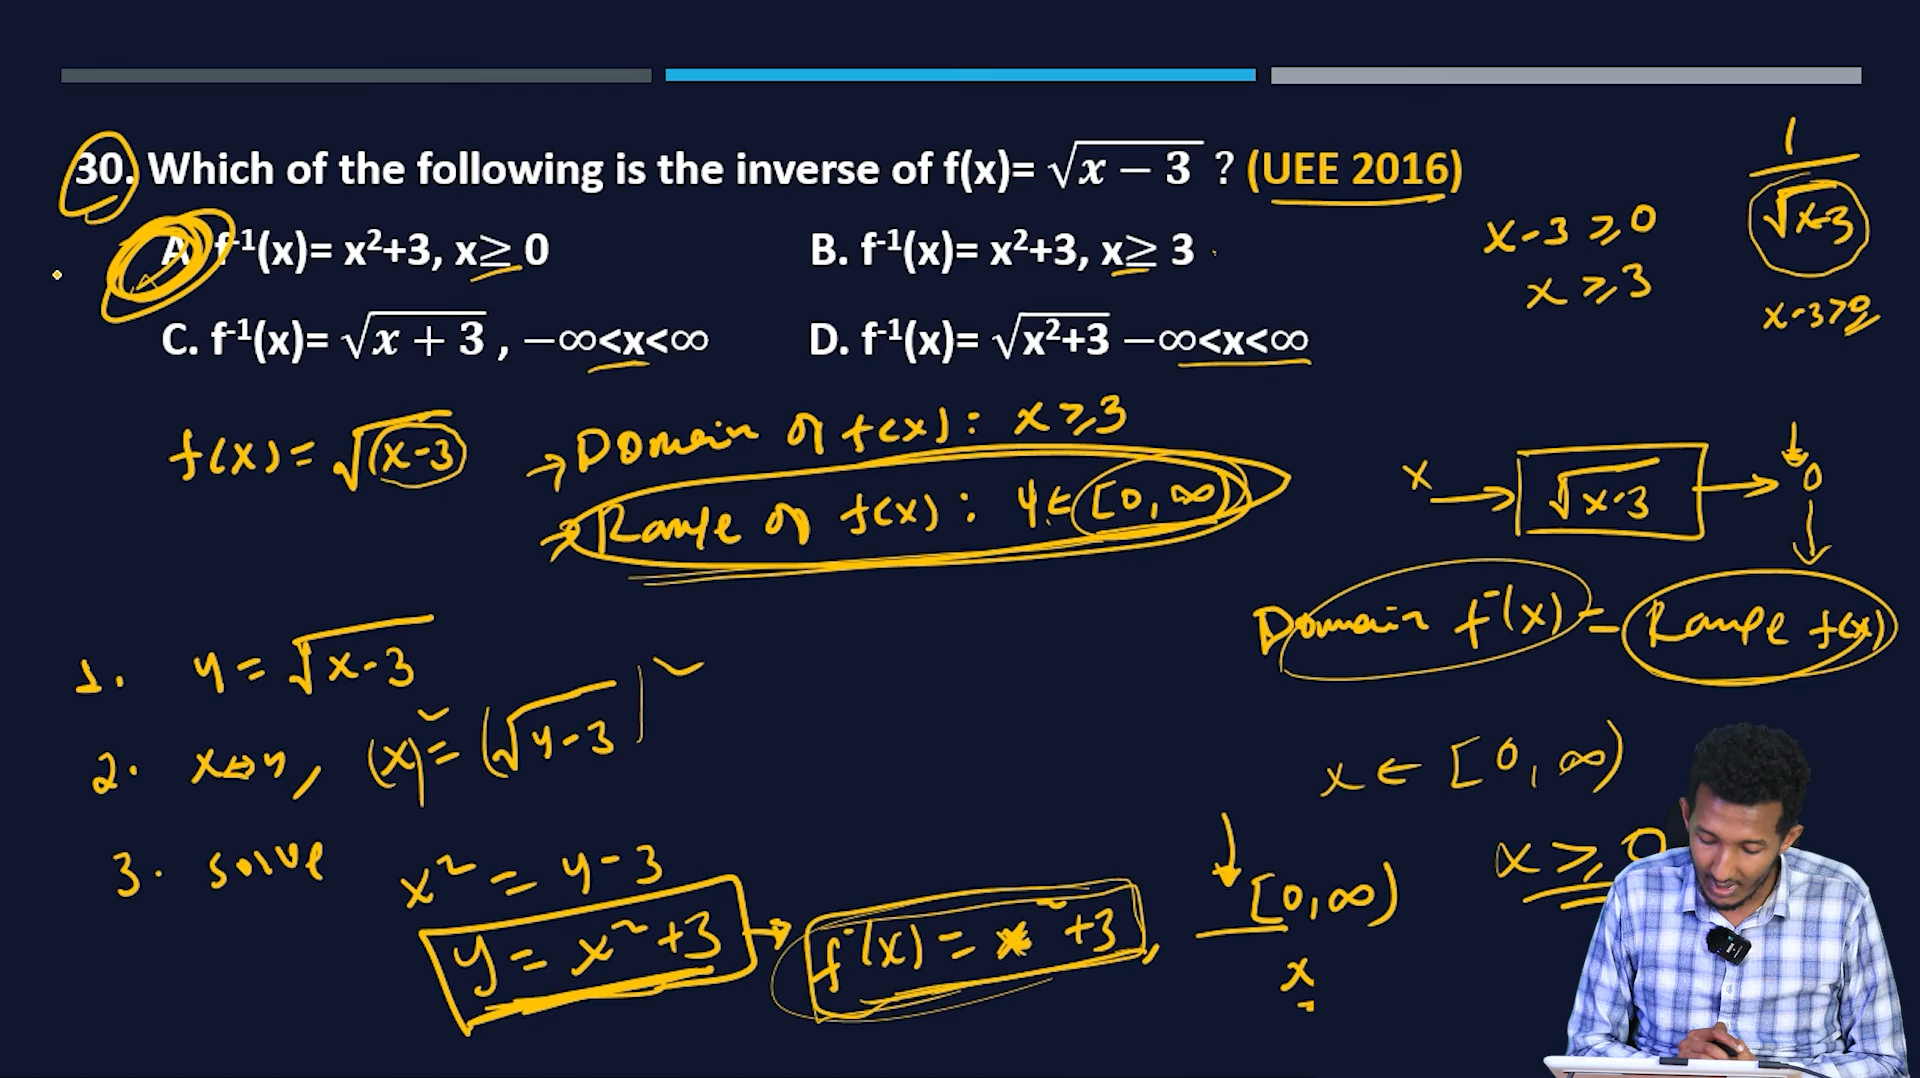 30. Which of the following is the inverse of f(x)= √x − 3 ? (UEE 2016)
A. f⁻¹(x)= x²+3, x≥ 0
B. f⁻¹(x)= x²+3, x≥ 3
C. f⁻¹(x)= √x + 3 , −∞<x<∞
D. f⁻¹(x)= √x²+3 −∞<x<∞
1
√x-3
x-3≥0
x≥3
x-3>0
f(x)= √(x-3)
→Domain of f(x): x≥3
→Range of f(x): y∈[0,∞)
x → √x-3 → 0
Domain f⁻¹(x) = Range f(x)
1. y = √x-3
2. x⇔y, (x)² = (√y-3)²
x ∈ [0, ∞)
3. solve
x² = y-3
x ≥ 0
y = x²+3 → f⁻¹(x) = x²+3,
[0,∞)
x